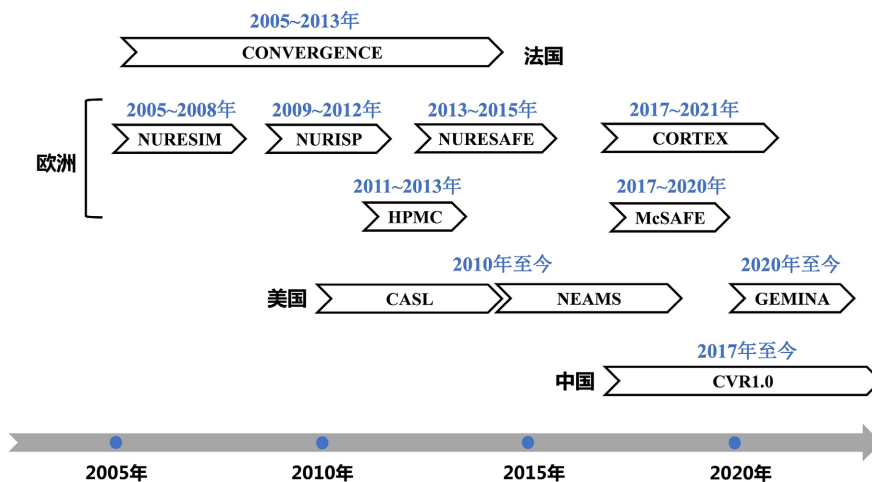 2005~2013年
CONVERGENCE
法国
2005~2008年
2009~2012年
2013~2015年
2017~2021年
NURESIM
NURISP
NURESAFE
CORTEX
欧洲
2011~2013年
2017~2020年
HPMC
McSAFE
2010年至今
2020年至今
美国
CASL
NEAMS
GEMINA
2017年至今
中国
CVR1.0
2005年
2010年
2015年
2020年